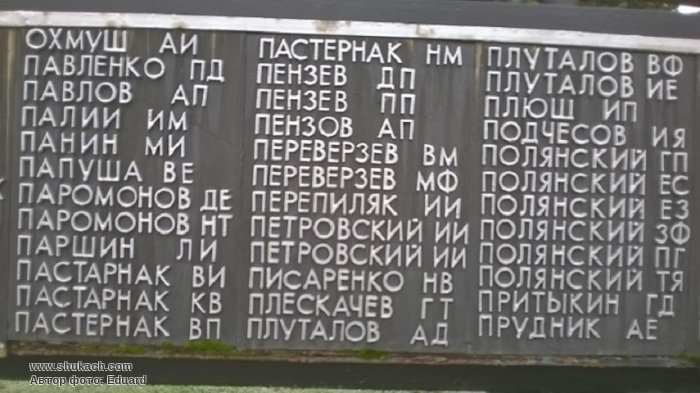 ОХМУШ АИ
ПАВЛЕНКО ПД
ПАВЛОВ АП
ПАЛИИ ИМ
ПАНИН МИ
ПАПУША ВЕ
ПАРОМОНОВ ДЕ
ПАРОМОНОВ НТ
ПАРШИН ЛИ
ПАСТАРНАК ВИ
ПАСТАРНАК КВ
ПАСТЕРНАК ВП
ПАСТЕРНАК НМ
ПЕНЗЕВ ДП
ПЕНЗЕВ ПП
ПЕНЗОВ АП
ПЕРЕВЕРЗЕВ ВМ
ПЕРЕВЕРЗЕВ МФ
ПЕРЕПИЛЯК ИИ
ПЕТРОВСКИЙ ИИ
ПЕТРОВСКИЙ ИИ
ПИСАРЕНКО НВ
ПЛЕСКАЧЕВ ГТ
ПЛУТАЛОВ АД
ПЛУТАЛОВ ВФ
ПЛУТАЛОВ ИЕ
ПЛЮЩ ИП
ПОДЧЕСОВ ИЯ
ПОЛЯНСКИЙ ГП
ПОЛЯНСКИЙ ЕС
ПОЛЯНСКИЙ ЕЗ
ПОЛЯНСКИЙ ЗФ
ПОЛЯНСКИЙ ПГ
ПОЛЯНСКИЙ ТЯ
ПРИТЫКИН ГД
ПРУДНИК АЕ
www.shukach.com
Автор фото: Eduard